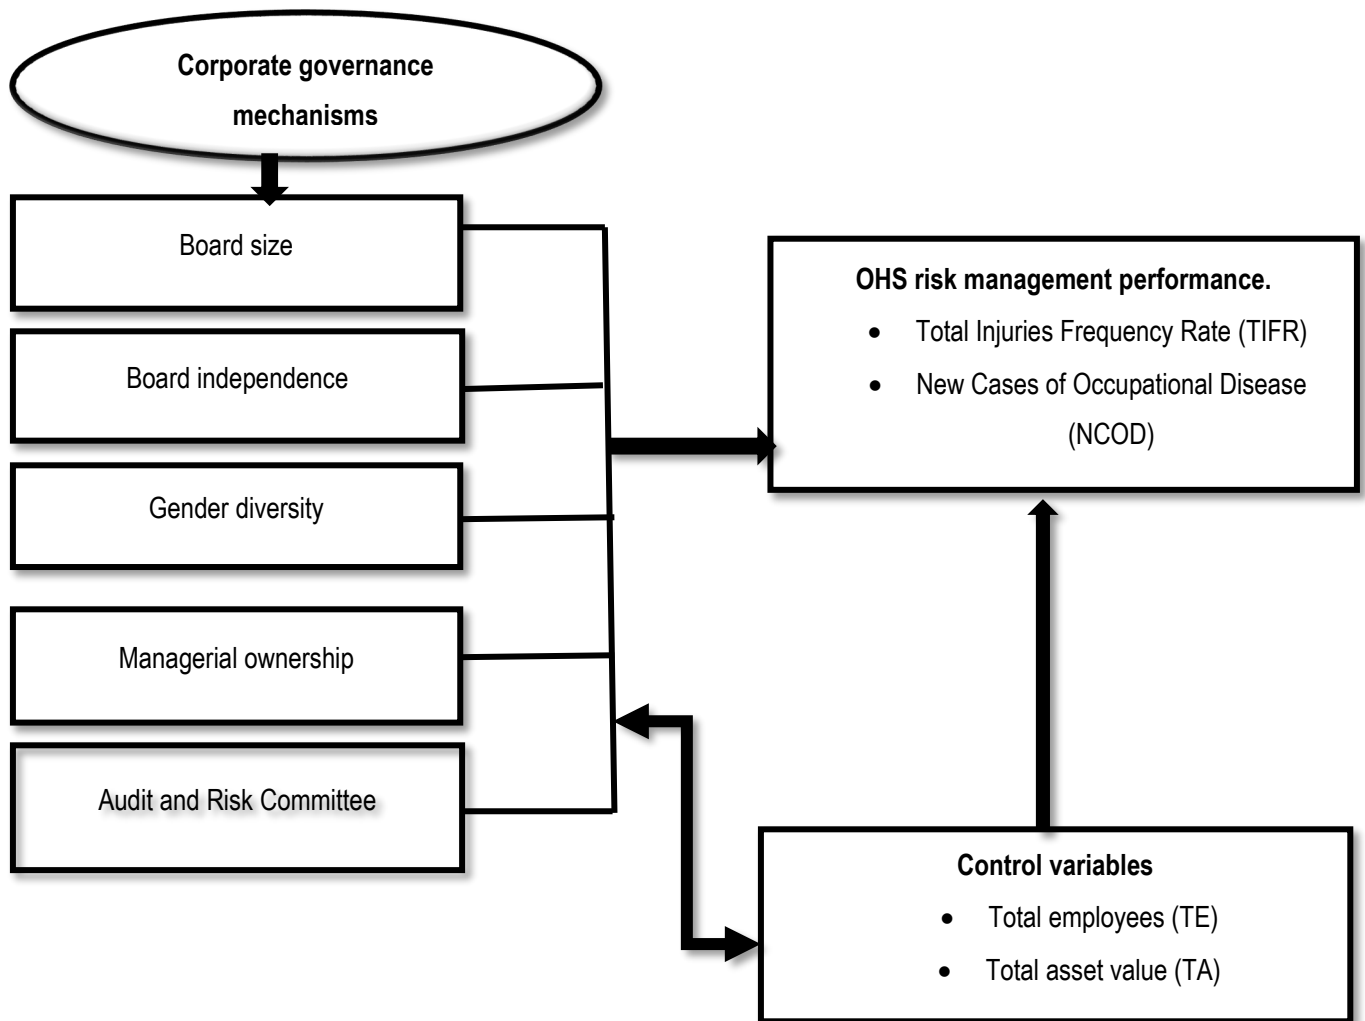 Corporate governance
mechanisms
Board size
Board independence
Gender diversity
Managerial ownership
Audit and Risk Committee
OHS risk management performance.
• Total Injuries Frequency Rate (TIFR)
• New Cases of Occupational Disease
(NCOD)
Control variables
• Total employees (TE)
• Total asset value (TA)